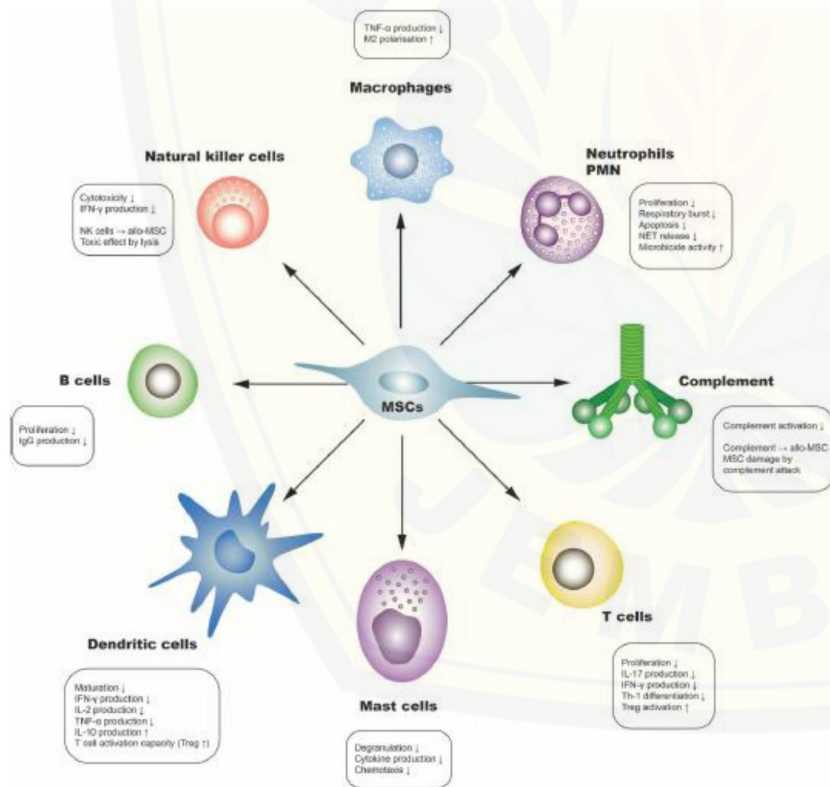 TNF-α production ↓
M2 polarisation ↑
Macrophages
Natural killer cells
Cytotoxicity ↓
IFN-γ production ↓
NK cells → allo-MSC
Toxic effect by lysis
Neutrophils
PMN
Proliferation ↓
Respiratory burst ↓
Apoptosis ↓
NET release ↓
Microbicide activity ↑
B cells
Proliferation ↓
IgG production ↓
MSCs
Complement
Complement activation ↓
Complement → allo-MSC
MSC damage by
complement attack
Dendritic cells
Maturation ↓
IFN-γ production ↓
IL-2 production ↓
TNF-α production ↓
IL-10 production ↑
T cell activation capacity (Treg ↑)
Mast cells
Degranulation ↓
Cytokine production ↓
Chemotaxis ↓
T cells
Proliferation ↓
IL-17 production ↓
IFN-γ production ↓
Th-1 differentiation ↓
Treg activation ↑
JEMB